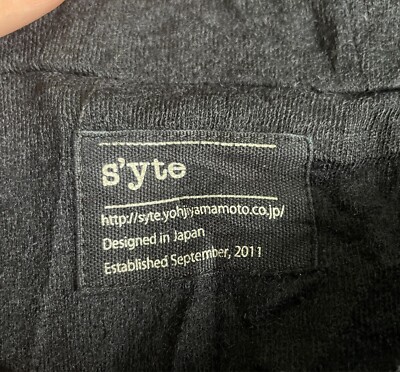 s'yte
http://syte.yohjiyamamoto.co.jp/
Designed in Japan
Established September, 2011